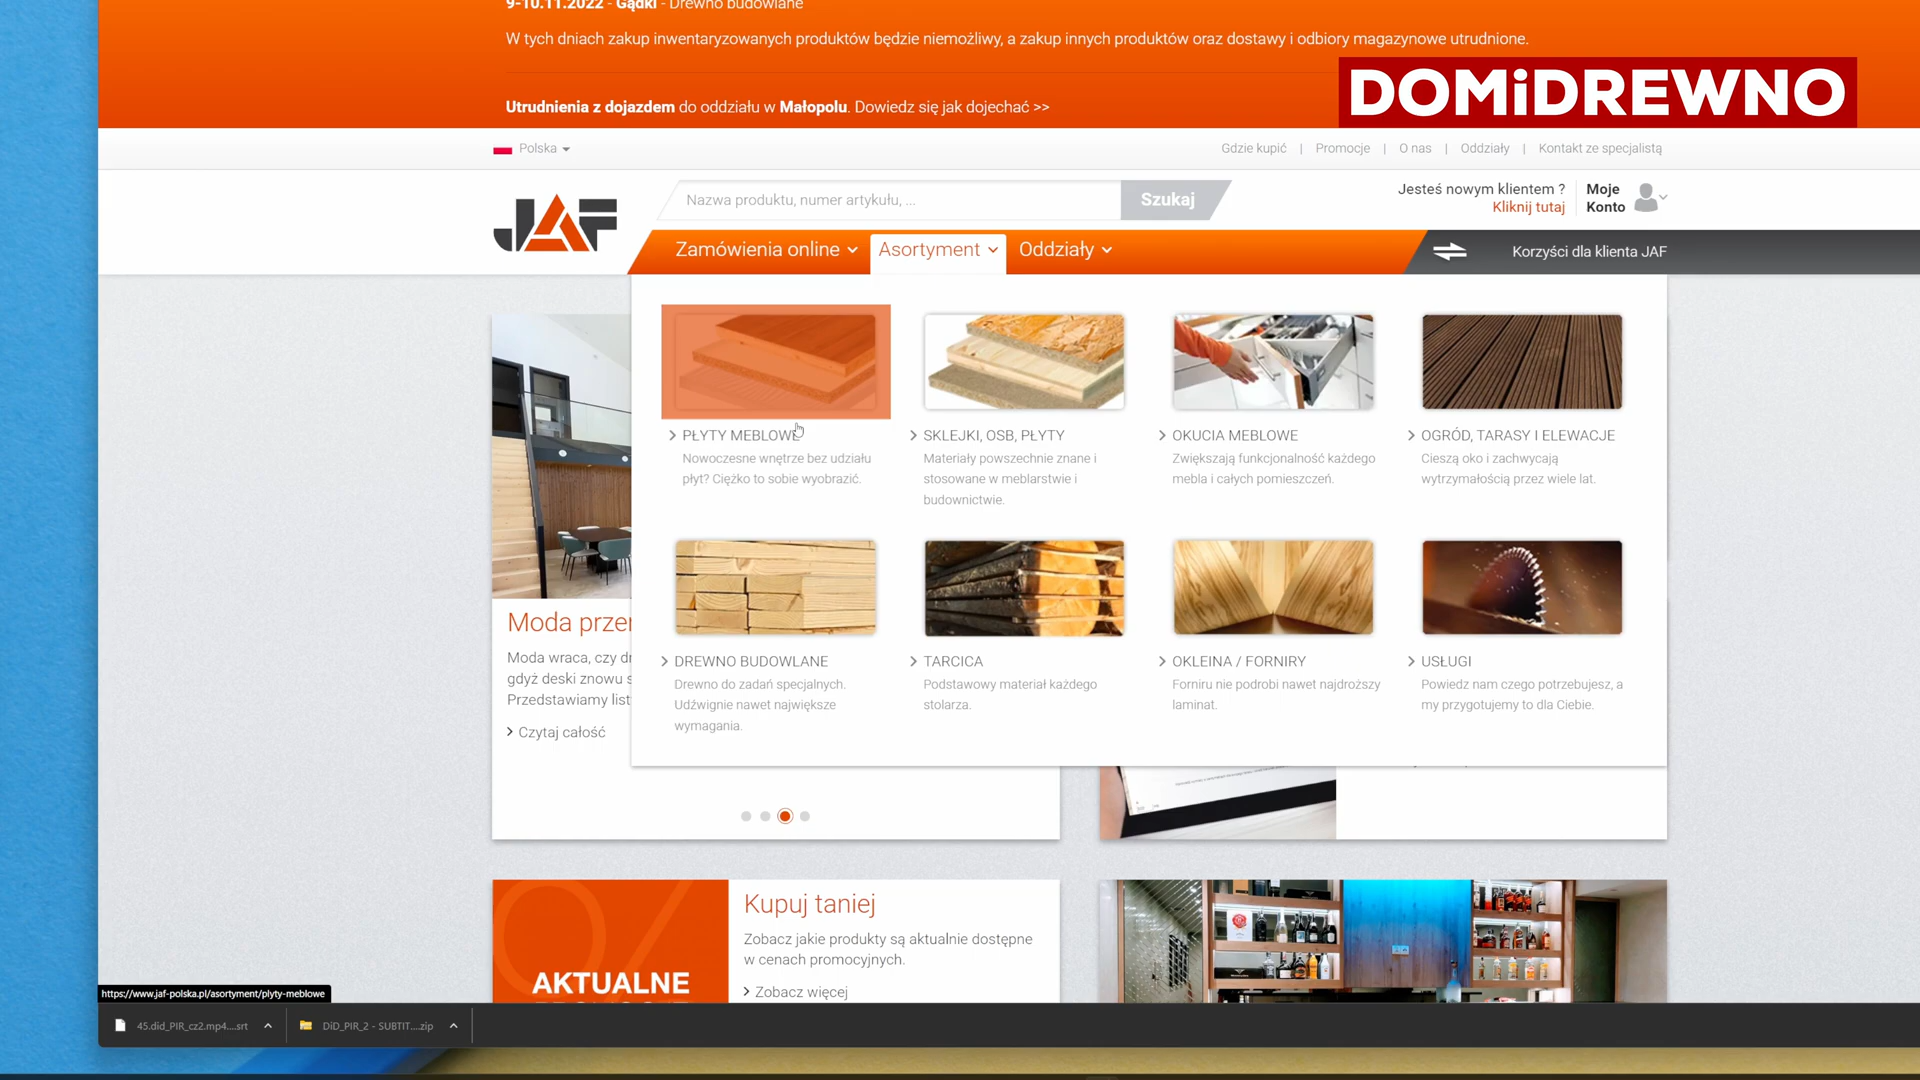 9-10.11.2022 - Gądki - Drewno budowlane
W tych dniach zakup inwentaryzowanych produktów będzie niemożliwy, a zakup innych produktów oraz dostawy i odbiory magazynowe utrudnione.
DOMiDREWNO
Utrudnienia z dojazdem do oddziału w Małopolu. Dowiedz się jak dojechać >>
Polska
Gdzie kupić | Promocje | O nas | Oddziały | Kontakt ze specjalistą
JAF
Nazwa produktu, numer artykułu, ...
Szukaj
Jesteś nowym klientem ?
Kliknij tutaj
Moje
Konto
Zamówienia online
Asortyment
Oddziały
Korzyści dla klienta JAF
PŁYTY MEBLOWE
Nowoczesne wnętrze bez udziału
płyt? Ciężko to sobie wyobrazić.
SKLEJKI, OSB, PŁYTY
Materiały powszechnie znane i
stosowane w meblarstwie i
budownictwie.
OKUCIA MEBLOWE
Zwiększają funkcjonalność każdego
mebla i całych pomieszczeń.
OGRÓD, TARASY I ELEWACJE
Cieszą oko i zachwycają
wytrzymałością przez wiele lat.
DREWNO BUDOWLANE
Drewno do zadań specjalnych.
Udźwignie nawet największe
wymagania.
TARCICA
Podstawowy materiał każdego
stolarza.
OKLEINA / FORNIRY
Forniru nie podrobi nawet najdroższy
laminat.
USŁUGI
Powiedz nam czego potrzebujesz, a
my przygotujemy to dla Ciebie.
Moda przer
Moda wraca, czy
gdyż deski znowu s
Przedstawiamy list
Czytaj całość
AKTUALNE
Kupuj taniej
Zobacz jakie produkty są aktualnie dostępne
w cenach promocyjnych.
Zobacz więcej
https://www.jaf-polska.pl/asortyment/plyty-meblowe
45.did_PIR_cz2.mp4....srt
DiD_PIR_2 - SUBTIT....zip